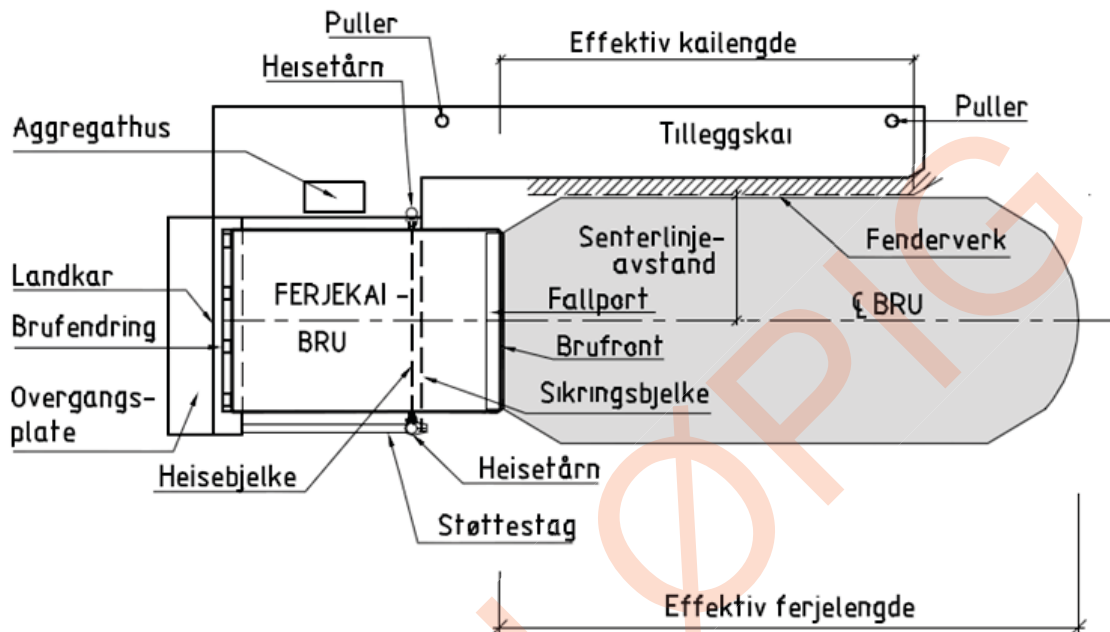 Puller
Effektiv kailengde
Heisetårn
Puller
Aggregathus
Tilleggskai
Senterlinje-
avstand
Fenderverk
Landkar
FERJEKAI -
BRU
Fallport
℄ BRU
Brufendring
Brufront
Overgangs-
plate
Sikringsbjelke
Heisebjelke
Heisetårn
Støttestag
Effektiv ferjelengde
ØPIG